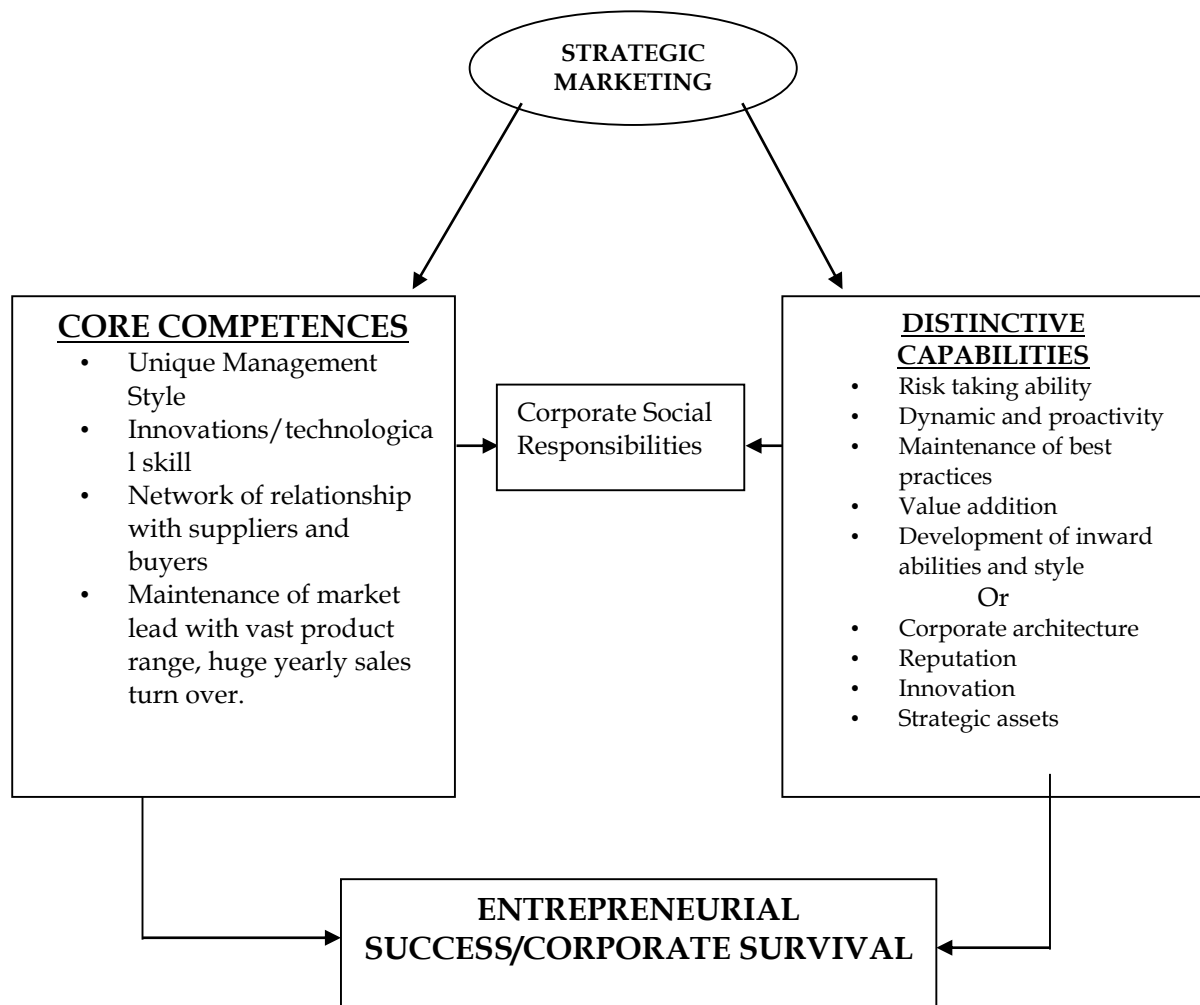 STRATEGIC
MARKETING
CORE COMPETENCES
• Unique Management
Style
• Innovations/technologica
l skill
• Network of relationship
with suppliers and
buyers
• Maintenance of market
lead with vast product
range, huge yearly sales
turn over.
Corporate Social
Responsibilities
DISTINCTIVE
CAPABILITIES
• Risk taking ability
• Dynamic and proactivity
• Maintenance of best
practices
• Value addition
• Development of inward
abilities and style
Or
• Corporate architecture
• Reputation
• Innovation
• Strategic assets
ENTREPRENEURIAL
SUCCESS/CORPORATE SURVIVAL